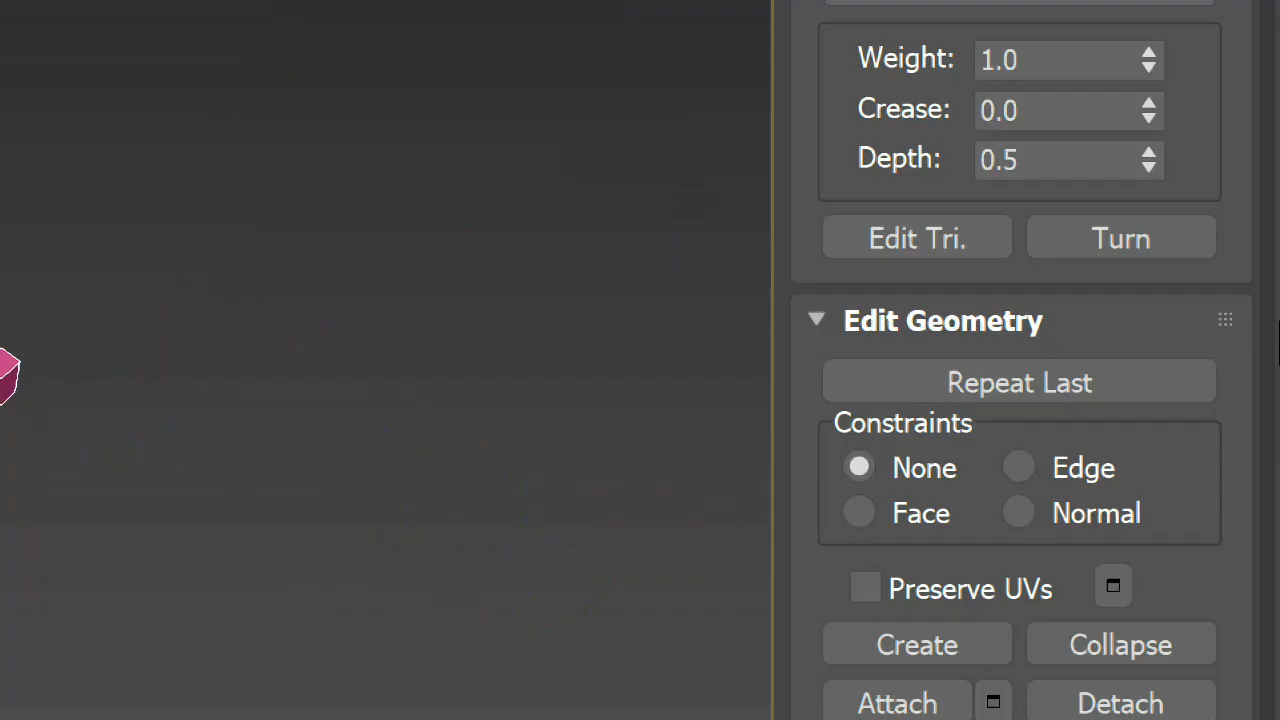 Weight: 1.0
Crease: 0.0
Depth: 0.5
Edit Tri. Turn
Edit Geometry
Repeat Last
Constraints
None Edge
Face Normal
Preserve UVs
Create Collapse
Attach Detach